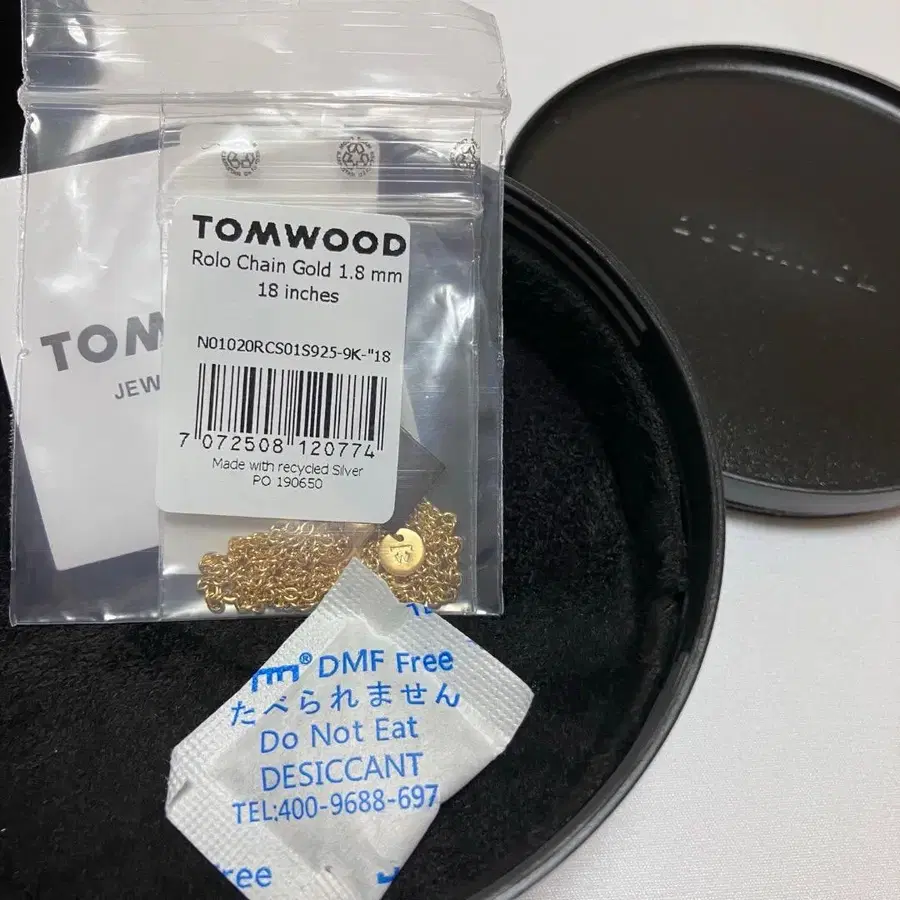 TOMWOOD
Rolo Chain Gold 1.8 mm
18 inches
N01020RCS01S925-9K-"18
7 072508 120774
Made with recycled Silver
PO 190650
TOM
JEW
DMF Free
たべられません
Do Not Eat
DESICCANT
TEL:400-9688-697
ree